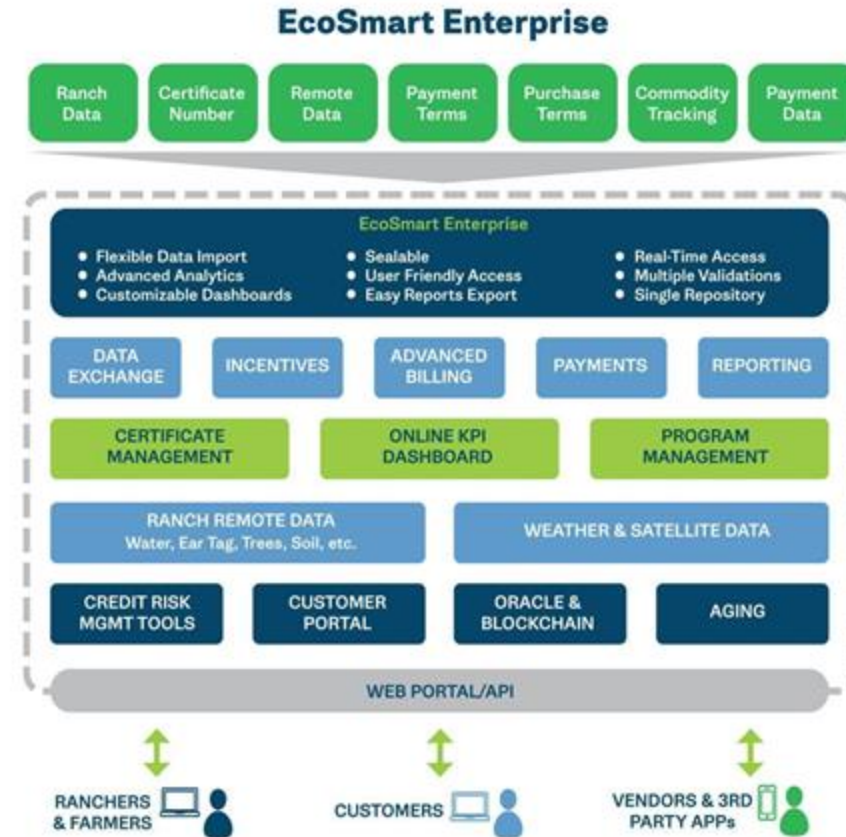 EcoSmart Enterprise
Ranch
Data
Certificate
Number
Remote
Data
Payment
Terms
Purchase
Terms
Commodity
Tracking
Payment
Data
EcoSmart Enterprise
Flexible Data Import
Advanced Analytics
Customizable Dashboards
Sealable
User Friendly Access
Easy Reports Export
Real-Time Access
Multiple Validations
Single Repository
DATA
EXCHANGE
INCENTIVES
ADVANCED
BILLING
PAYMENTS
REPORTING
CERTIFICATE
MANAGEMENT
ONLINE KPI
DASHBOARD
PROGRAM
MANAGEMENT
RANCH REMOTE DATA
Water, Ear Tag, Trees, Soil, etc.
WEATHER & SATELLITE DATA
CREDIT RISK
MGMT TOOLS
CUSTOMER
PORTAL
ORACLE &
BLOCKCHAIN
AGING
WEB PORTAL/API
RANCHERS
& FARMERS
CUSTOMERS
VENDORS & 3RD
PARTY APPs